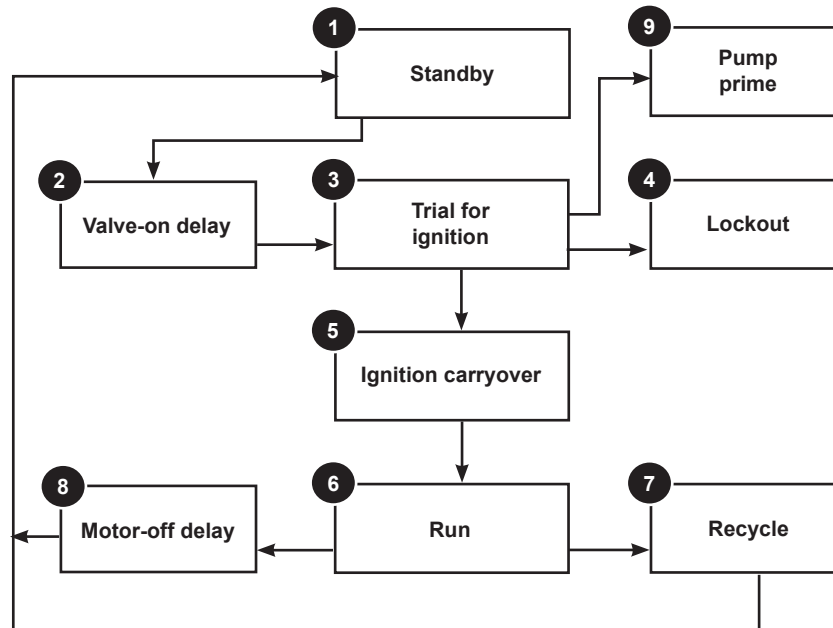 1
Standby
9
Pump
prime
2
Valve-on delay
3
Trial for
ignition
4
Lockout
5
Ignition carryover
8
Motor-off delay
6
Run
7
Recycle